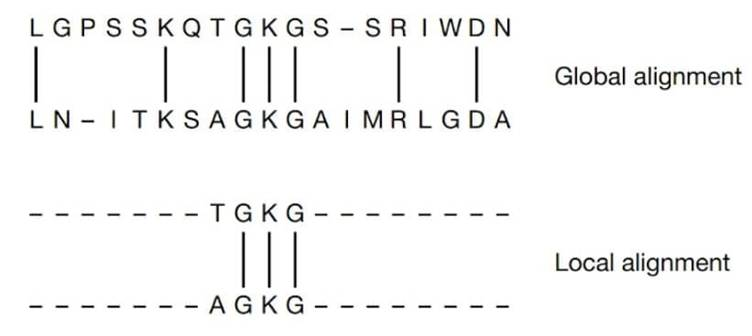 L G P S S K Q T G K G S – S R I W D N
Global alignment
L N – I T K S A G K G A I M R L G D A
– – – – – – – T G K G – – – – – – – –
Local alignment
– – – – – – – A G K G – – – – – – – –